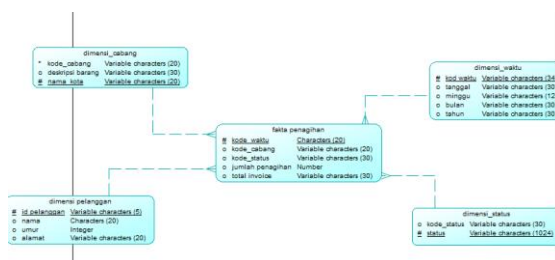 dimensi_cabang
* kode_cabang Variable characters (20)
o deskripsi barang Variable characters (30)
# nama_kota Variable characters (20)
dimensi_waktu
# kod waktu Variable characters (34
o tanggal Variable characters (30
o minggu Variable characters (12
o bulan Variable characters (30
o tahun Variable characters (30
fakta penagihan
# kode_waktu Characters (20)
o kode_cabang Variable characters (20)
o kode_status Variable characters (30)
o jumlah penagihan Number
o total invoice Variable characters (30)
dimensi pelanggan
# id pelanggan Variable characters (5)
o nama Characters (20)
o umur Integer
o alamat Variable characters (20)
dimensi_status
o kode_status Variable characters (30)
# status Variable characters (1024)